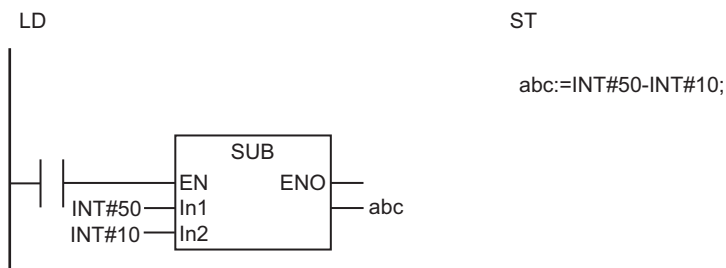 LD
ST
abc:=INT#50-INT#10;
SUB
EN ENO
INT#50 In1 abc
INT#10 In2